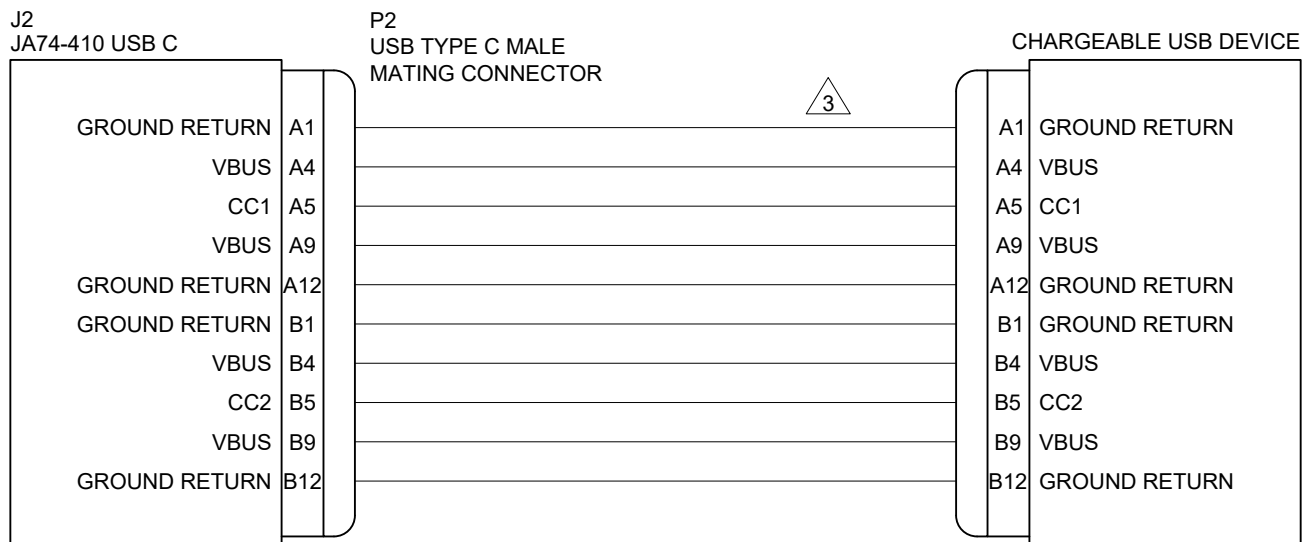 J2
JA74-410 USB C
P2
USB TYPE C MALE
MATING CONNECTOR
CHARGEABLE USB DEVICE
3
GROUND RETURN A1 A1 GROUND RETURN
VBUS A4 A4 VBUS
CC1 A5 A5 CC1
VBUS A9 A9 VBUS
GROUND RETURN A12 A12 GROUND RETURN
GROUND RETURN B1 B1 GROUND RETURN
VBUS B4 B4 VBUS
CC2 B5 B5 CC2
VBUS B9 B9 VBUS
GROUND RETURN B12 B12 GROUND RETURN